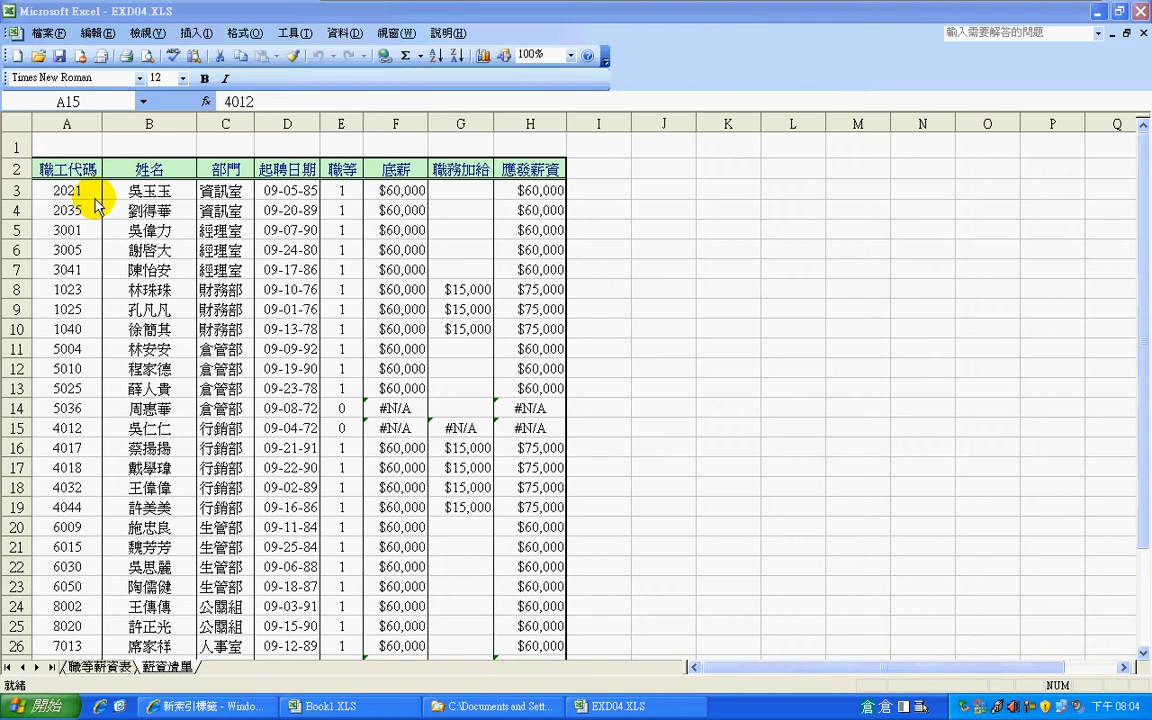 Microsoft Excel - EXD04.XLS
檔案(F) 編輯(E) 檢視(V) 插入(I) 格式(O) 工具(T) 資料(D) 視窗(W) 說明(H) 輸入需要解答的問題
100%
Times New Roman 12 B I
A15 fx 4012
A B C D E F G H I J K L M N O P Q
1
2 職工代碼 姓名 部門 起聘日期 職等 底薪 職務加給 應發薪資
3 2021 吳玉玉 資訊室 09-05-85 1 $60,000 $60,000
4 2035 劉得華 資訊室 09-20-89 1 $60,000 $60,000
5 3001 吳偉力 經理室 09-07-90 1 $60,000 $60,000
6 3005 謝啓大 經理室 09-24-80 1 $60,000 $60,000
7 3041 陳怡安 經理室 09-17-86 1 $60,000 $60,000
8 1023 林珠珠 財務部 09-10-76 1 $60,000 $15,000 $75,000
9 1025 孔凡凡 財務部 09-01-76 1 $60,000 $15,000 $75,000
10 1040 徐簡其 財務部 09-13-78 1 $60,000 $15,000 $75,000
11 5004 林安安 倉管部 09-09-92 1 $60,000 $60,000
12 5010 程家德 倉管部 09-19-90 1 $60,000 $60,000
13 5025 薛人貴 倉管部 09-23-78 1 $60,000 $60,000
14 5036 周惠華 倉管部 09-08-72 0 #N/A #N/A
15 4012 吳仁仁 行銷部 09-04-72 0 #N/A #N/A #N/A
16 4017 蔡揚揚 行銷部 09-21-91 1 $60,000 $15,000 $75,000
17 4018 戴學瑋 行銷部 09-22-90 1 $60,000 $15,000 $75,000
18 4032 王偉偉 行銷部 09-02-89 1 $60,000 $15,000 $75,000
19 4044 許美美 行銷部 09-16-86 1 $60,000 $15,000 $75,000
20 6009 施忠良 生管部 09-11-84 1 $60,000 $60,000
21 6015 魏芳芳 生管部 09-25-84 1 $60,000 $60,000
22 6030 吳思麗 生管部 09-06-88 1 $60,000 $60,000
23 6050 陶儒健 生管部 09-18-87 1 $60,000 $60,000
24 8002 王傳傳 公關組 09-03-91 1 $60,000 $60,000
25 8020 許正光 公關組 09-15-90 1 $60,000 $60,000
26 7013 席家祥 人事室 09-12-89 1 $60,000 $60,000
職等薪資表 薪資清單
就緒 NUM
開始 新索引標籤 - Windo... Book1.XLS C:\Documents and Sett... EXD04.XLS 倉 倉 下午 08:04